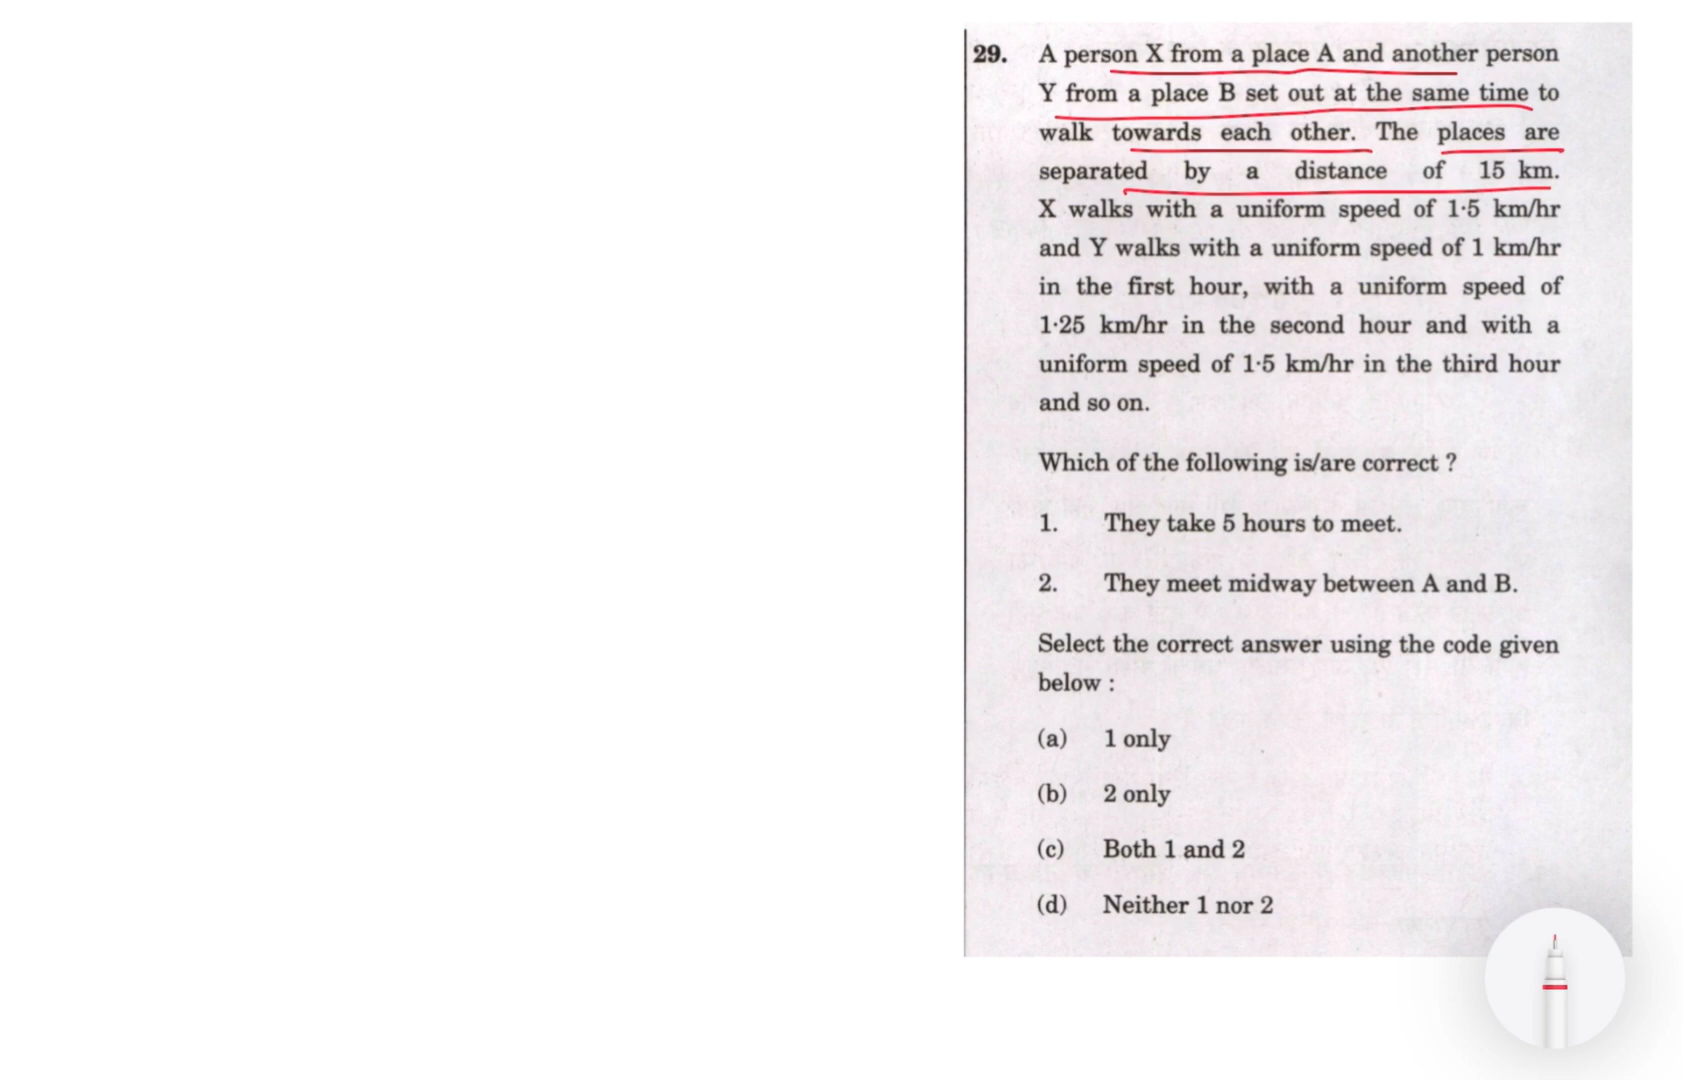 29. A person X from a place A and another person
Y from a place B set out at the same time to
walk towards each other. The places are
separated by a distance of 15 km.
X walks with a uniform speed of 1·5 km/hr
and Y walks with a uniform speed of 1 km/hr
in the first hour, with a uniform speed of
1·25 km/hr in the second hour and with a
uniform speed of 1·5 km/hr in the third hour
and so on.
Which of the following is/are correct ?
1. They take 5 hours to meet.
2. They meet midway between A and B.
Select the correct answer using the code given
below :
(a) 1 only
(b) 2 only
(c) Both 1 and 2
(d) Neither 1 nor 2